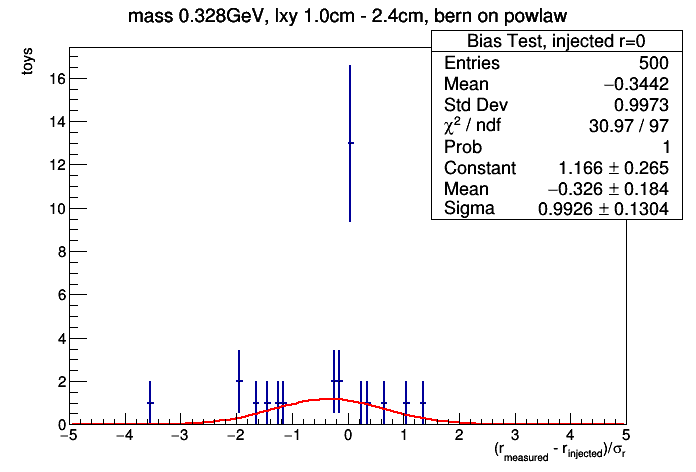 mass 0.328GeV, lxy 1.0cm - 2.4cm, bern on powlaw
Bias Test, injected r=0
Entries 500
Mean −0.3442
Std Dev 0.9973
χ² / ndf 30.97 / 97
Prob 1
Constant 1.166 ± 0.265
Mean −0.326 ± 0.184
Sigma 0.9926 ± 0.1304
toys
16
14
12
10
8
6
4
2
0
−5 −4 −3 −2 −1 0 1 2 3 4 5
(r_measured - r_injected)/σ_r